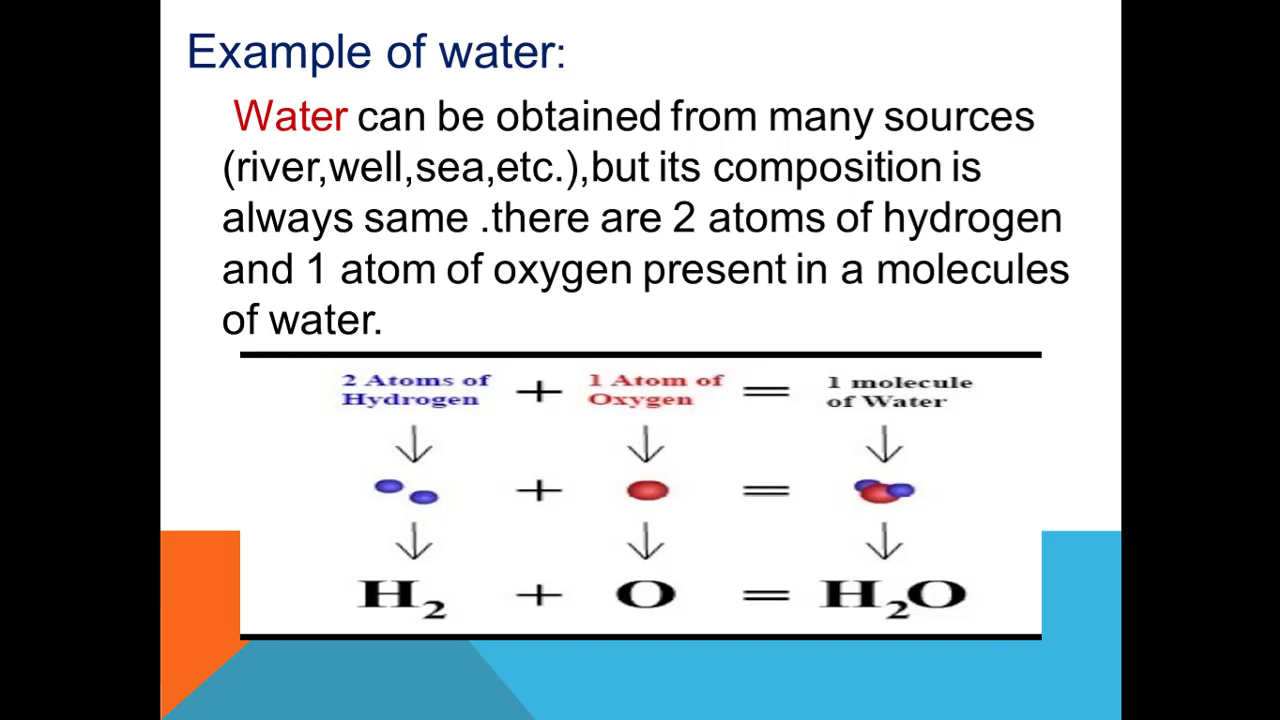 Example of water:
Water can be obtained from many sources
(river,well,sea,etc.),but its composition is
always same .there are 2 atoms of hydrogen
and 1 atom of oxygen present in a molecules
of water.
2 Atoms of + 1 Atom of = 1 molecule
Hydrogen Oxygen of Water
+ =
H₂ + O = H₂O